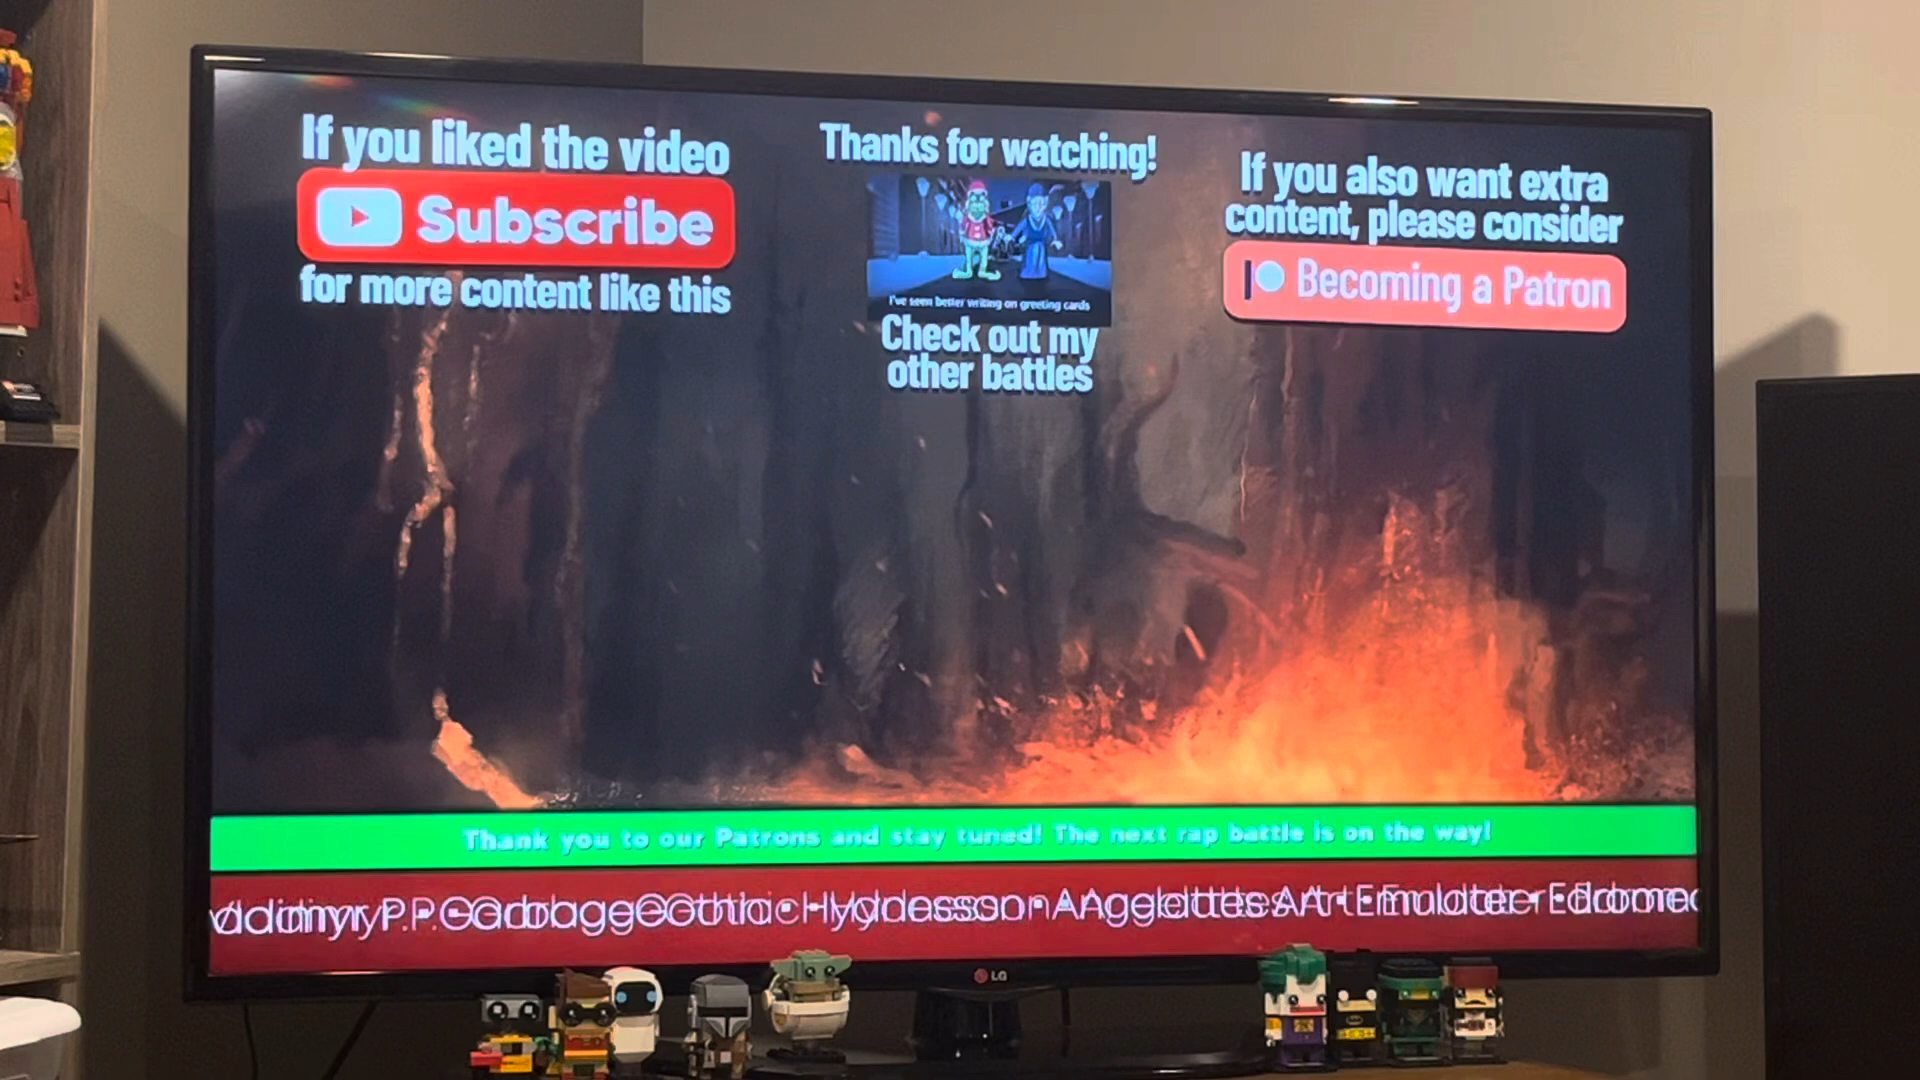 If you liked the video
Subscribe
for more content like this
Thanks for watching!
I've seen better writing on greeting cards
Check out my
other battles
If you also want extra
content, please consider
Becoming a Patron
Thank you to our Patrons and stay tuned! The next rap battle is on the way!
LG